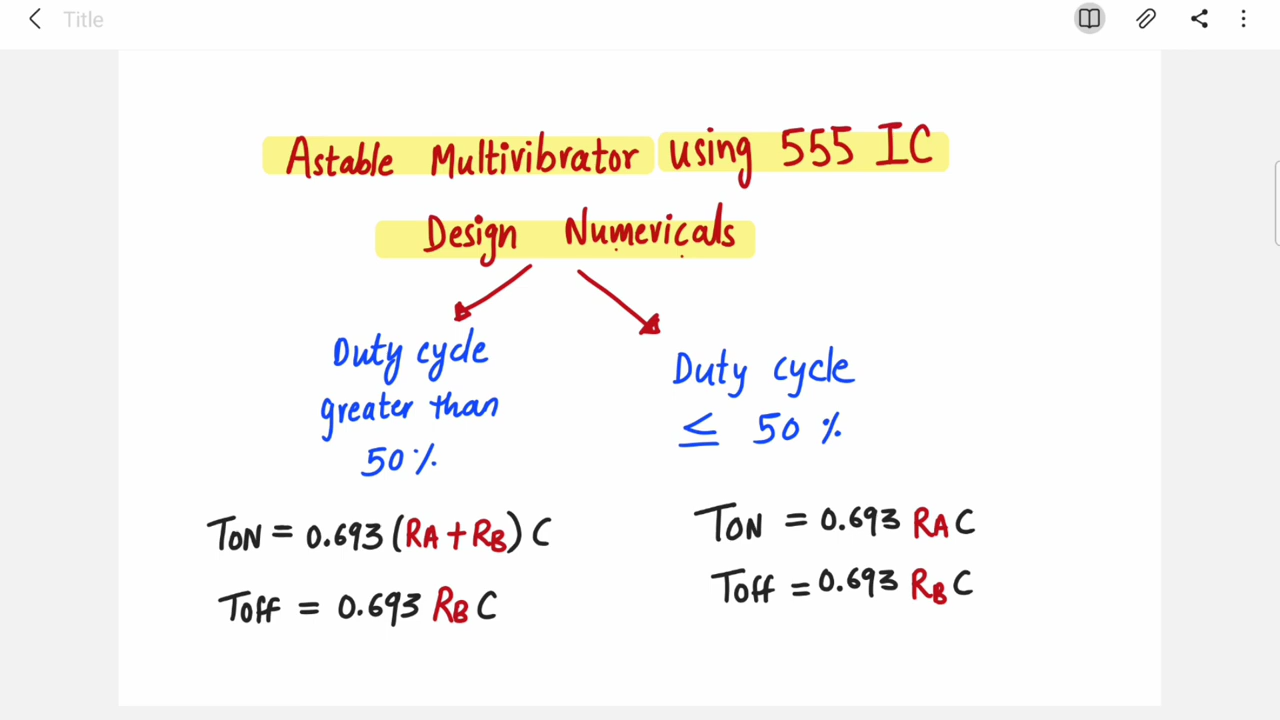 Title
Astable Multivibrator using 555 IC
Design Numericals
Duty cycle
greater than
50%
TON = 0.693 (RA + RB) C
Toff = 0.693 RB C
Duty cycle
≤ 50 %
TON = 0.693 RA C
Toff = 0.693 RB C